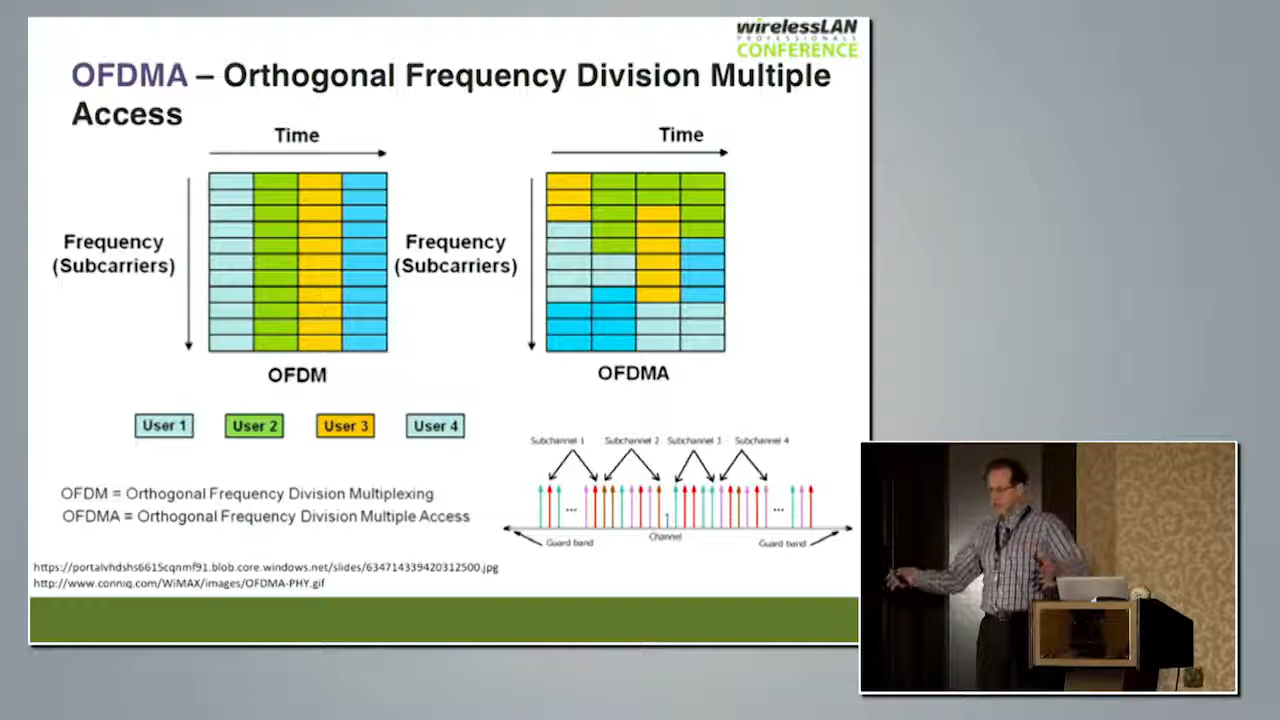 wirelessLAN
PROFESSIONALS
CONFERENCE
OFDMA – Orthogonal Frequency Division Multiple
Access
Time
Time
Frequency
(Subcarriers)
Frequency
(Subcarriers)
OFDM
OFDMA
User 1
User 2
User 3
User 4
Subchannel 1
Subchannel 2
Subchannel 3
Subchannel 4
...
...
Guard band
Channel
Guard band
OFDM = Orthogonal Frequency Division Multiplexing
OFDMA = Orthogonal Frequency Division Multiple Access
https://portalvhdshs6615cqnmf91.blob.core.windows.net/slides/634714339420312500.jpg
http://www.conniq.com/WiMAX/images/OFDMA-PHY.gif